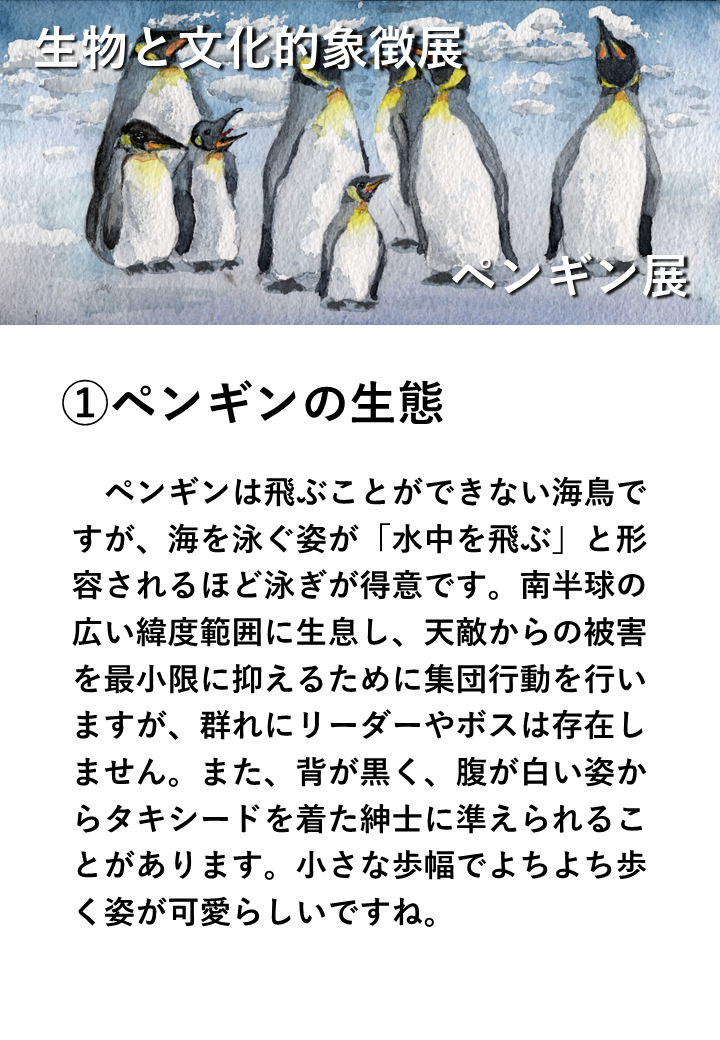 生物と文化的象徴展
ペンギン展
①ペンギンの生態
　ペンギンは飛ぶことができない海鳥で
すが、海を泳ぐ姿が「水中を飛ぶ」と形
容されるほど泳ぎが得意です。南半球の
広い緯度範囲に生息し、天敵からの被害
を最小限に抑えるために集団行動を行い
ますが、群れにリーダーやボスは存在し
ません。また、背が黒く、腹が白い姿か
らタキシードを着た紳士に準えられるこ
とがあります。小さな歩幅でよちよち歩
く姿が可愛らしいですね。